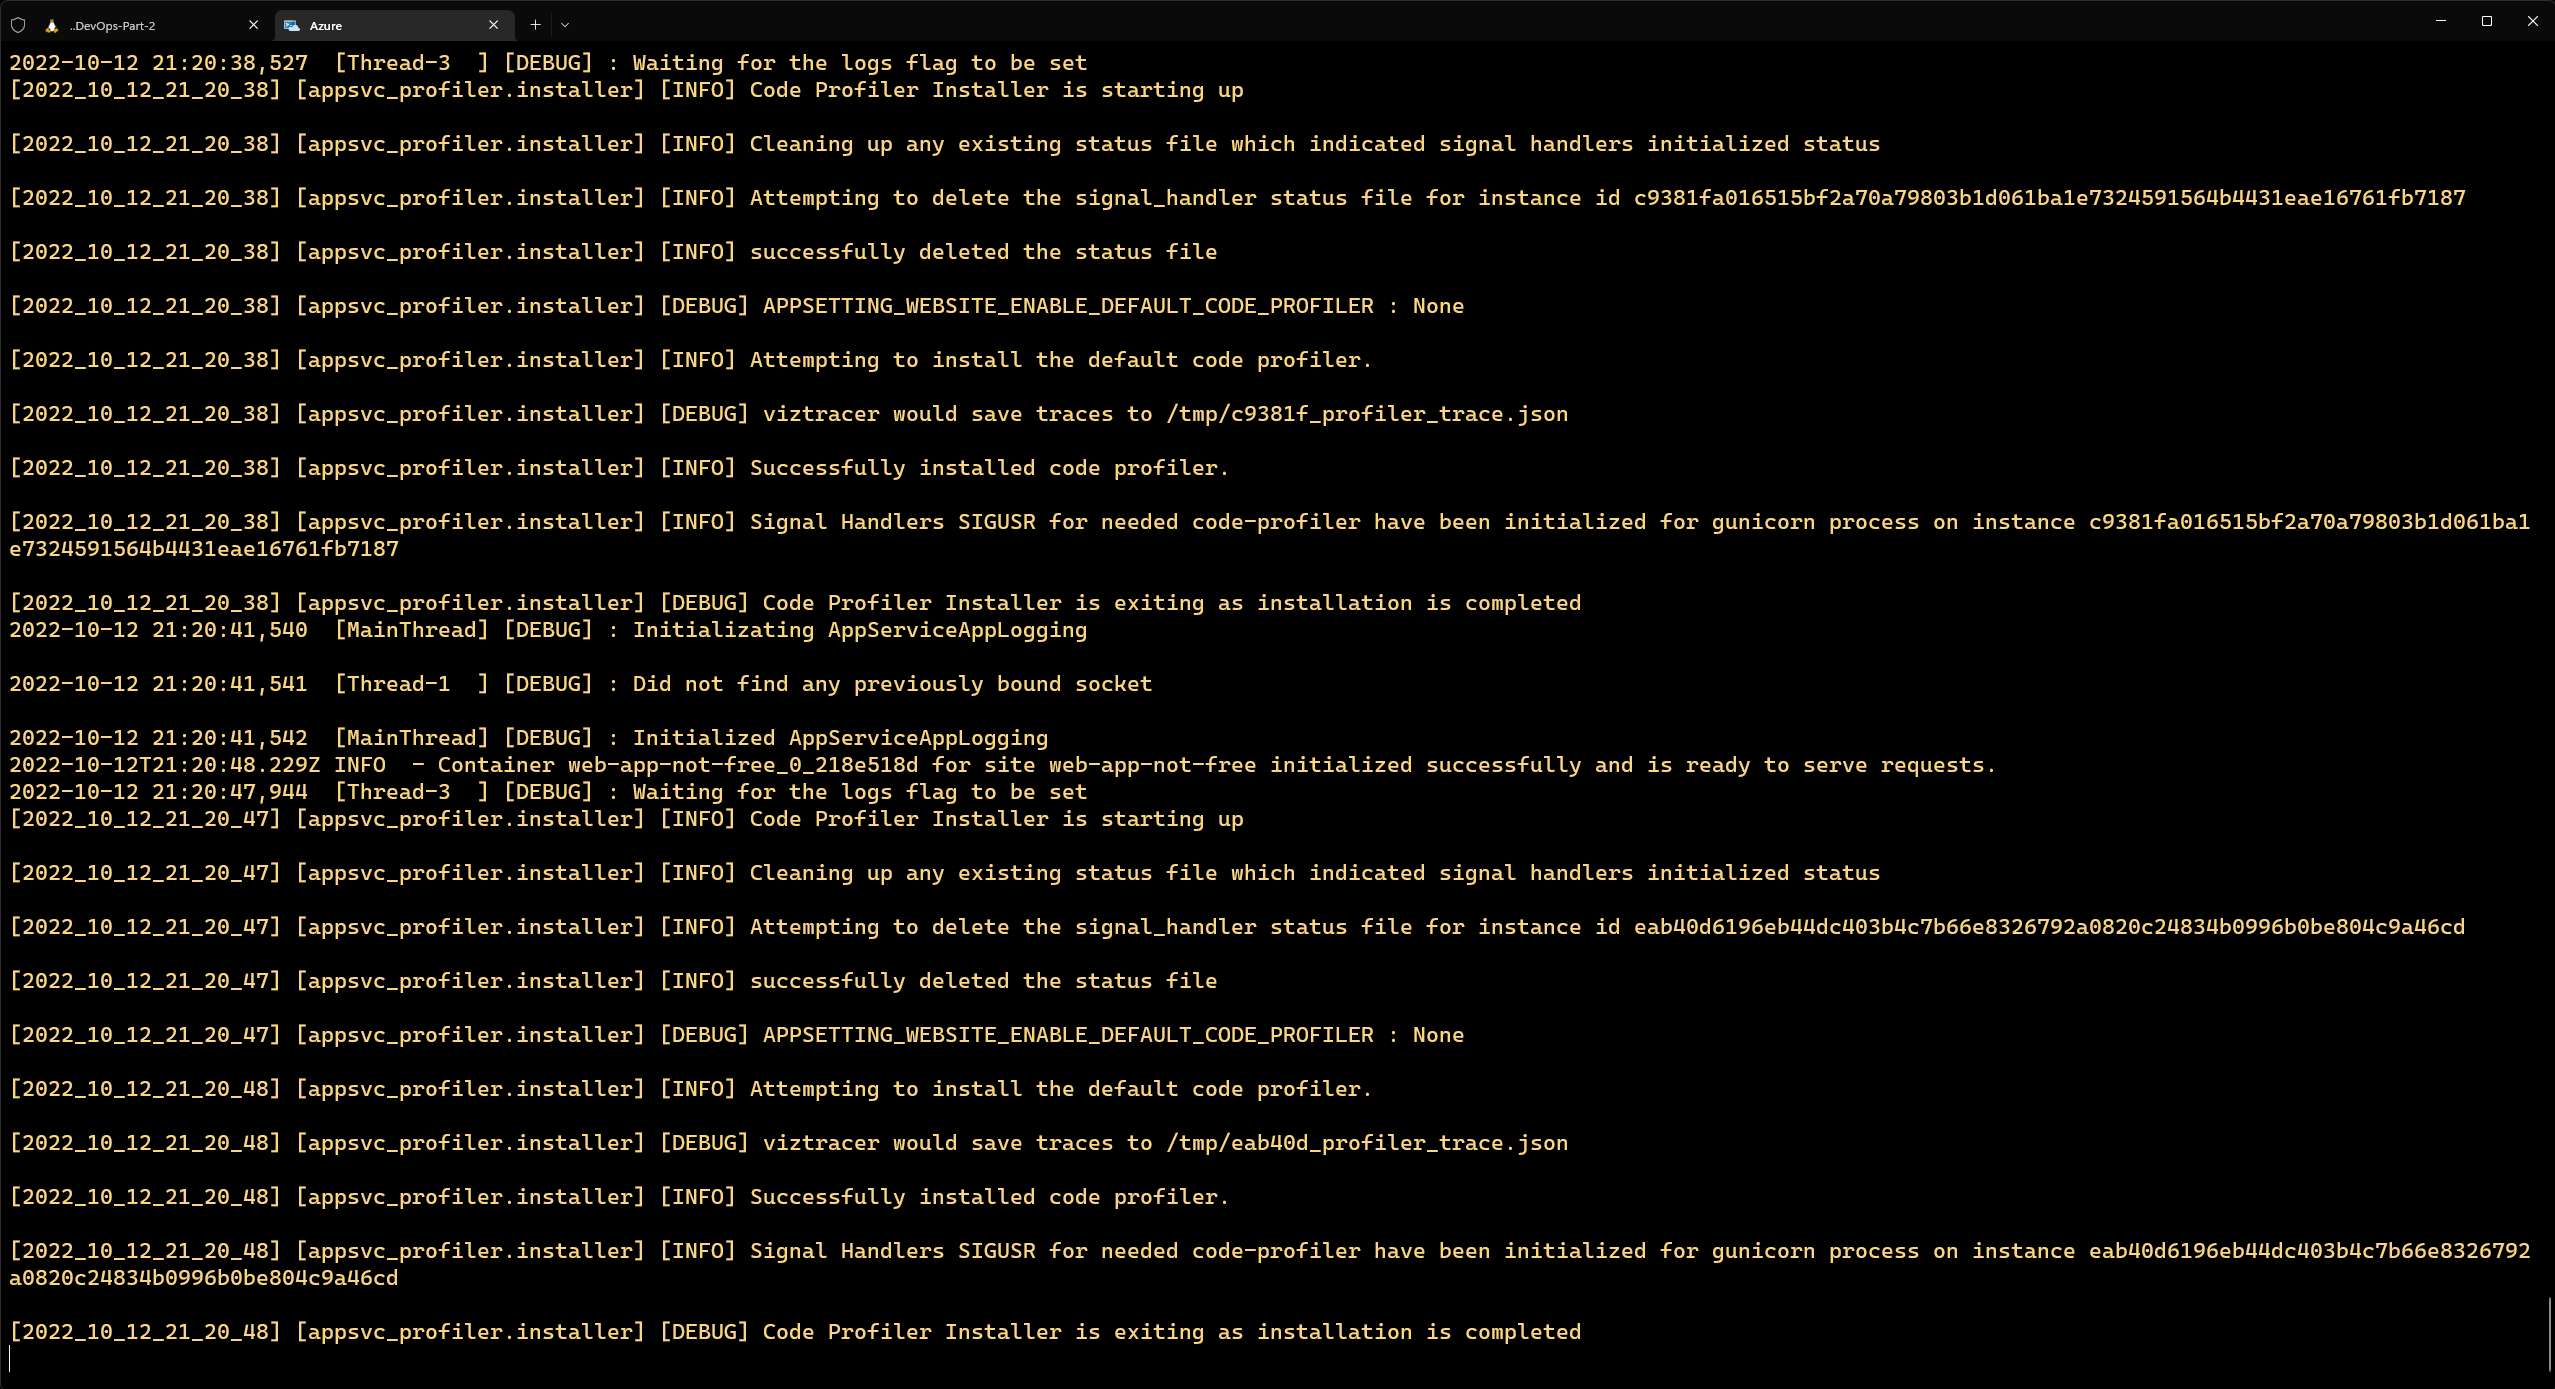 ..DevOps-Part-2
Azure
2022-10-12 21:20:38,527  [Thread-3  ] [DEBUG] : Waiting for the logs flag to be set
[2022_10_12_21_20_38] [appsvc_profiler.installer] [INFO] Code Profiler Installer is starting up
[2022_10_12_21_20_38] [appsvc_profiler.installer] [INFO] Cleaning up any existing status file which indicated signal handlers initialized status
[2022_10_12_21_20_38] [appsvc_profiler.installer] [INFO] Attempting to delete the signal_handler status file for instance id c9381fa016515bf2a70a79803b1d061ba1e7324591564b4431eae16761fb7187
[2022_10_12_21_20_38] [appsvc_profiler.installer] [INFO] successfully deleted the status file
[2022_10_12_21_20_38] [appsvc_profiler.installer] [DEBUG] APPSETTING_WEBSITE_ENABLE_DEFAULT_CODE_PROFILER : None
[2022_10_12_21_20_38] [appsvc_profiler.installer] [INFO] Attempting to install the default code profiler.
[2022_10_12_21_20_38] [appsvc_profiler.installer] [DEBUG] viztracer would save traces to /tmp/c9381f_profiler_trace.json
[2022_10_12_21_20_38] [appsvc_profiler.installer] [INFO] Successfully installed code profiler.
[2022_10_12_21_20_38] [appsvc_profiler.installer] [INFO] Signal Handlers SIGUSR for needed code-profiler have been initialized for gunicorn process on instance c9381fa016515bf2a70a79803b1d061ba1
e7324591564b4431eae16761fb7187
[2022_10_12_21_20_38] [appsvc_profiler.installer] [DEBUG] Code Profiler Installer is exiting as installation is completed
2022-10-12 21:20:41,540  [MainThread] [DEBUG] : Initializating AppServiceAppLogging
2022-10-12 21:20:41,541  [Thread-1  ] [DEBUG] : Did not find any previously bound socket
2022-10-12 21:20:41,542  [MainThread] [DEBUG] : Initialized AppServiceAppLogging
2022-10-12T21:20:48.229Z INFO  - Container web-app-not-free_0_218e518d for site web-app-not-free initialized successfully and is ready to serve requests.
2022-10-12 21:20:47,944  [Thread-3  ] [DEBUG] : Waiting for the logs flag to be set
[2022_10_12_21_20_47] [appsvc_profiler.installer] [INFO] Code Profiler Installer is starting up
[2022_10_12_21_20_47] [appsvc_profiler.installer] [INFO] Cleaning up any existing status file which indicated signal handlers initialized status
[2022_10_12_21_20_47] [appsvc_profiler.installer] [INFO] Attempting to delete the signal_handler status file for instance id eab40d6196eb44dc403b4c7b66e8326792a0820c24834b0996b0be804c9a46cd
[2022_10_12_21_20_47] [appsvc_profiler.installer] [INFO] successfully deleted the status file
[2022_10_12_21_20_47] [appsvc_profiler.installer] [DEBUG] APPSETTING_WEBSITE_ENABLE_DEFAULT_CODE_PROFILER : None
[2022_10_12_21_20_48] [appsvc_profiler.installer] [INFO] Attempting to install the default code profiler.
[2022_10_12_21_20_48] [appsvc_profiler.installer] [DEBUG] viztracer would save traces to /tmp/eab40d_profiler_trace.json
[2022_10_12_21_20_48] [appsvc_profiler.installer] [INFO] Successfully installed code profiler.
[2022_10_12_21_20_48] [appsvc_profiler.installer] [INFO] Signal Handlers SIGUSR for needed code-profiler have been initialized for gunicorn process on instance eab40d6196eb44dc403b4c7b66e8326792
a0820c24834b0996b0be804c9a46cd
[2022_10_12_21_20_48] [appsvc_profiler.installer] [DEBUG] Code Profiler Installer is exiting as installation is completed